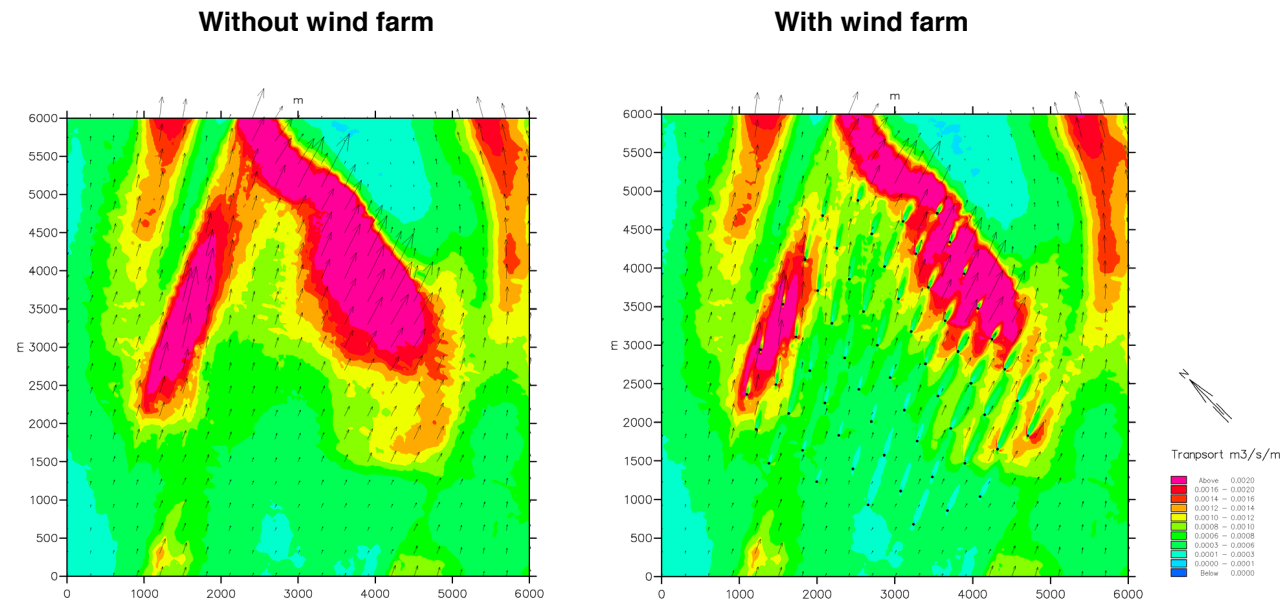 Without wind farm
With wind farm
m
m
6000
5500
5000
4500
4000
3500
3000
2500
2000
1500
1000
500
0
m
0
1000
2000
3000
4000
5000
6000
6000
5500
5000
4500
4000
3500
3000
2500
2000
1500
1000
500
0
m
0
1000
2000
3000
4000
5000
6000
N
Tranpsort m3/s/m
Above 0.0020
0.0016 - 0.0020
0.0014 - 0.0016
0.0012 - 0.0014
0.0010 - 0.0012
0.0008 - 0.0010
0.0006 - 0.0008
0.0003 - 0.0006
0.0001 - 0.0003
0.0000 - 0.0001
Below 0.0000